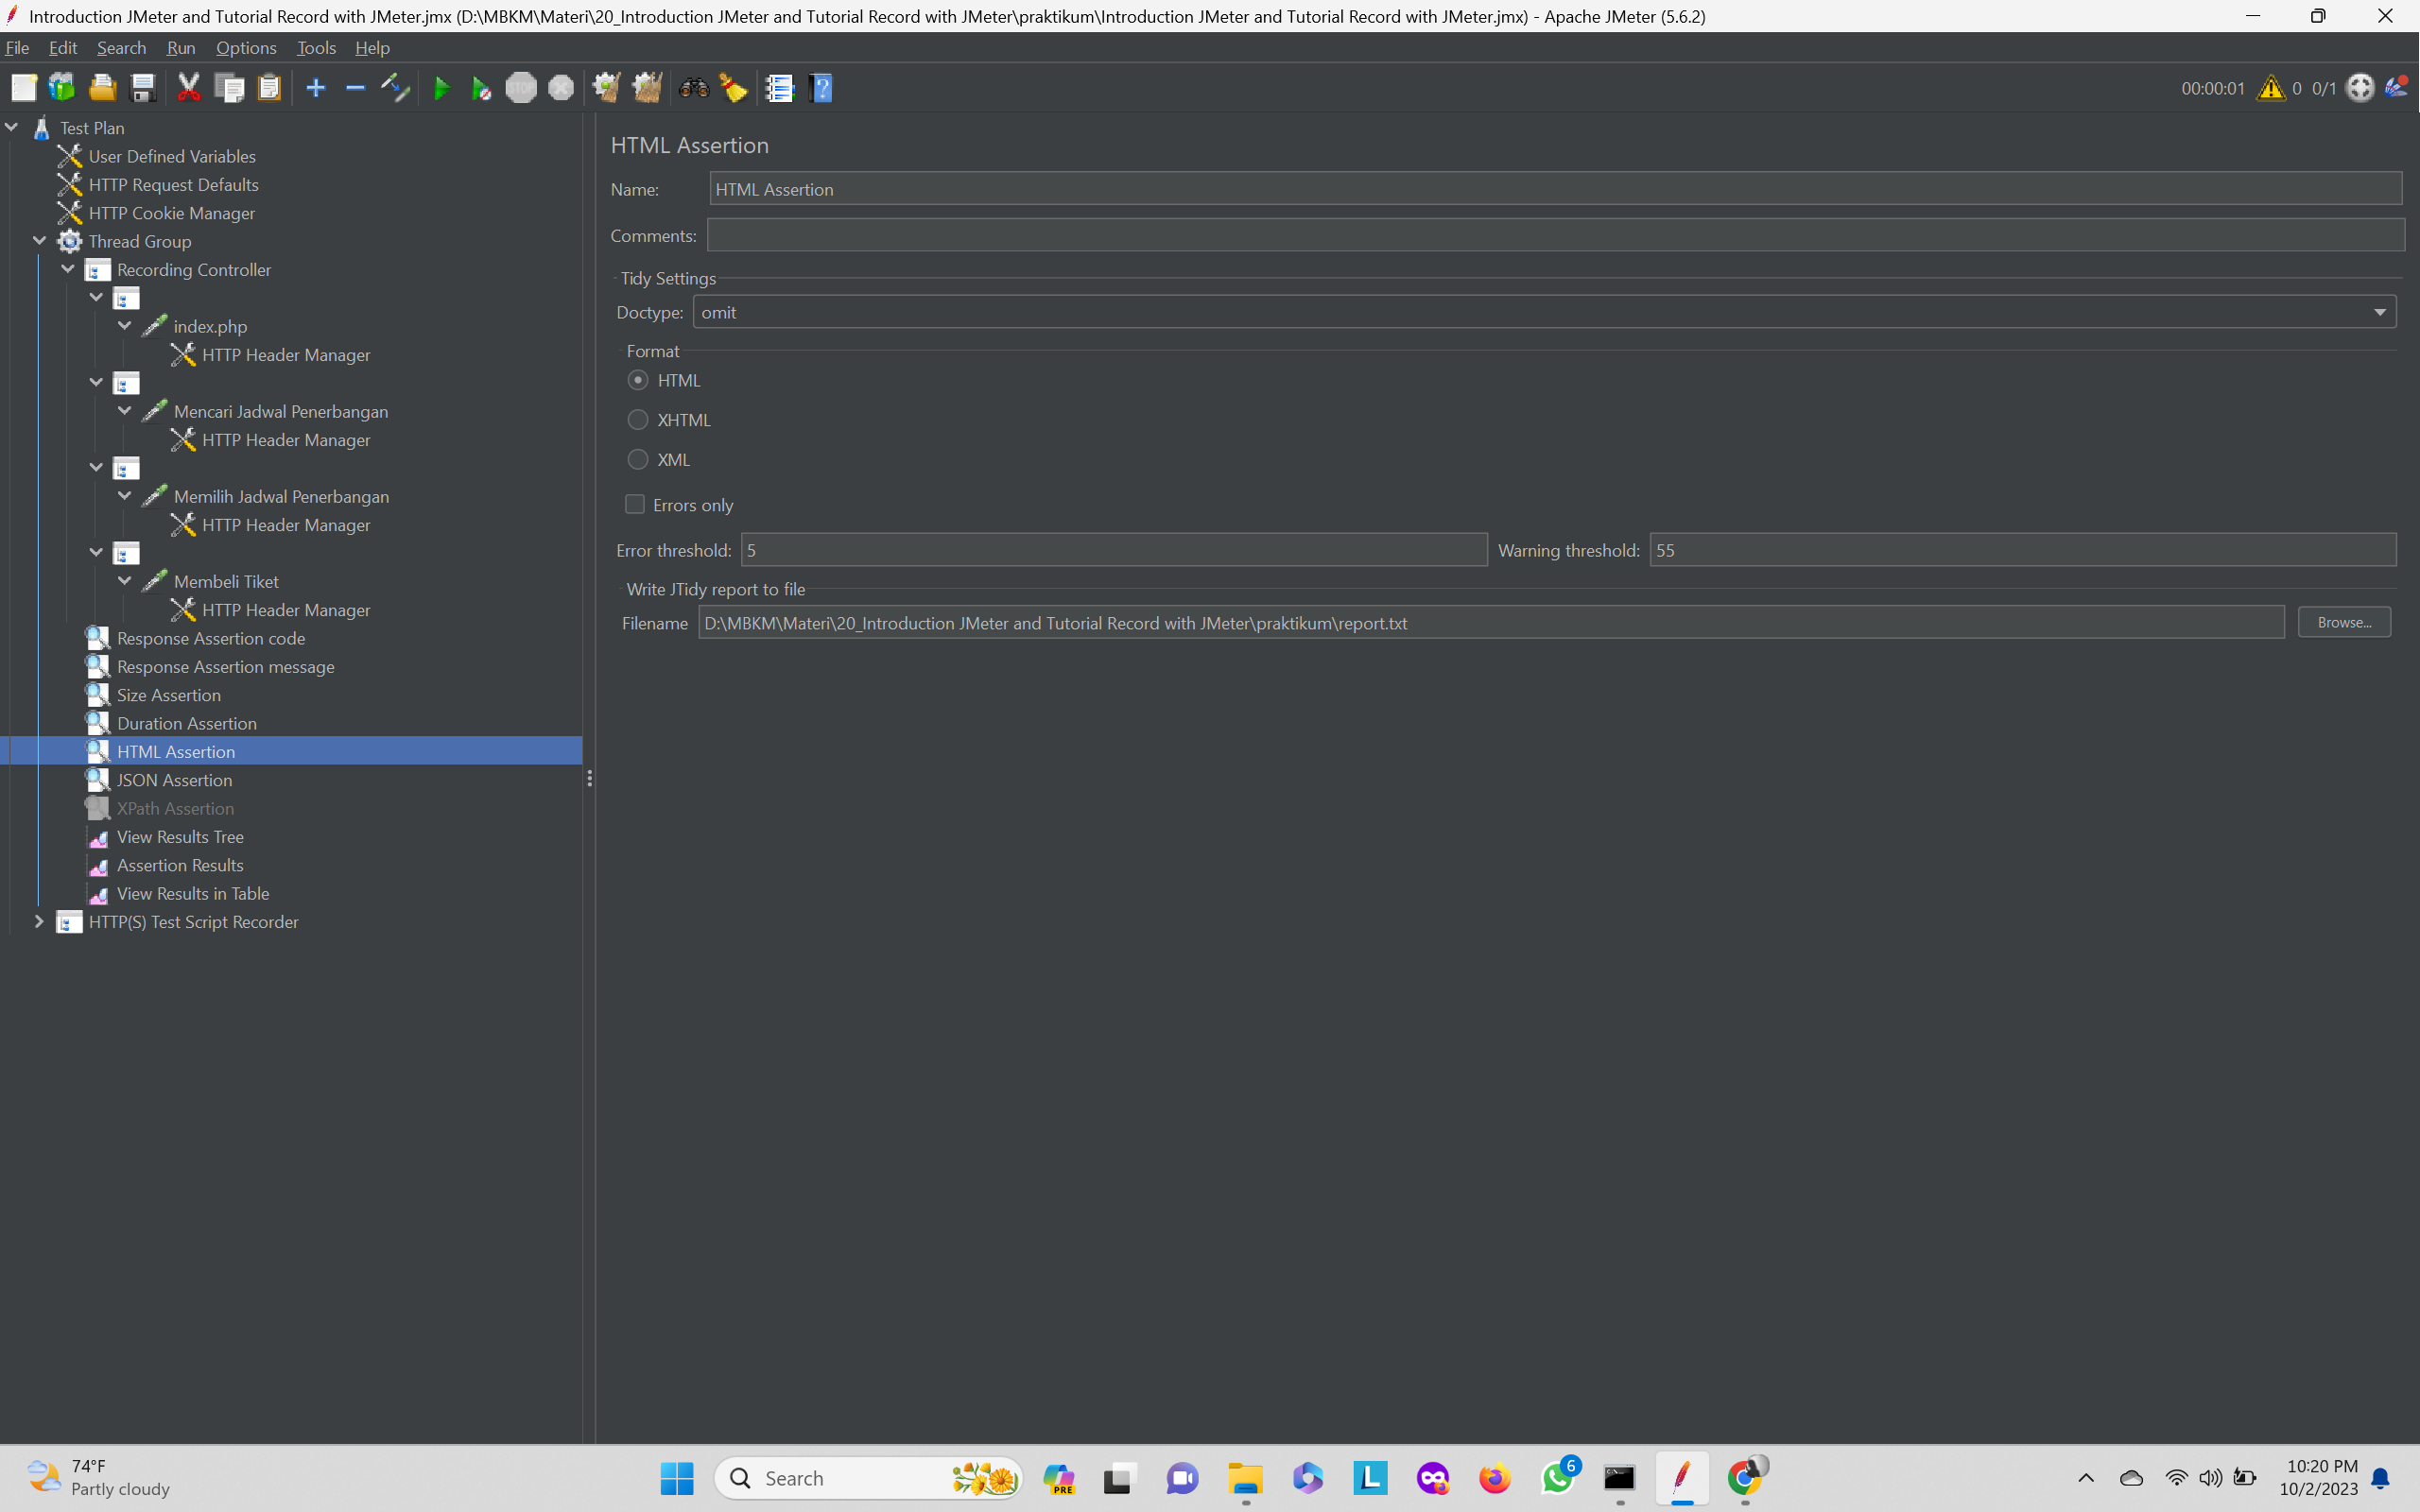 Introduction JMeter and Tutorial Record with JMeter.jmx (D:\MBKM\Materi\20_Introduction JMeter and Tutorial Record with JMeter\praktikum\Introduction JMeter and Tutorial Record with JMeter.jmx) - Apache JMeter (5.6.2)
File Edit Search Run Options Tools Help
STOP 00:00:01 0 0/1
Test Plan
User Defined Variables
HTTP Request Defaults
HTTP Cookie Manager
Thread Group
Recording Controller
index.php
HTTP Header Manager
Mencari Jadwal Penerbangan
HTTP Header Manager
Memilih Jadwal Penerbangan
HTTP Header Manager
Membeli Tiket
HTTP Header Manager
Response Assertion code
Response Assertion message
Size Assertion
Duration Assertion
HTML Assertion
JSON Assertion
XPath Assertion
View Results Tree
Assertion Results
View Results in Table
HTTP(S) Test Script Recorder
HTML Assertion
Name: HTML Assertion
Comments:
Tidy Settings
Doctype: omit
Format
HTML
XHTML
XML
Errors only
Error threshold: 5 Warning threshold: 55
Write JTidy report to file
Filename D:\MBKM\Materi\20_Introduction JMeter and Tutorial Record with JMeter\praktikum\report.txt Browse...
74°F
Partly cloudy
Search
PRE
L
6
10:20 PM
10/2/2023